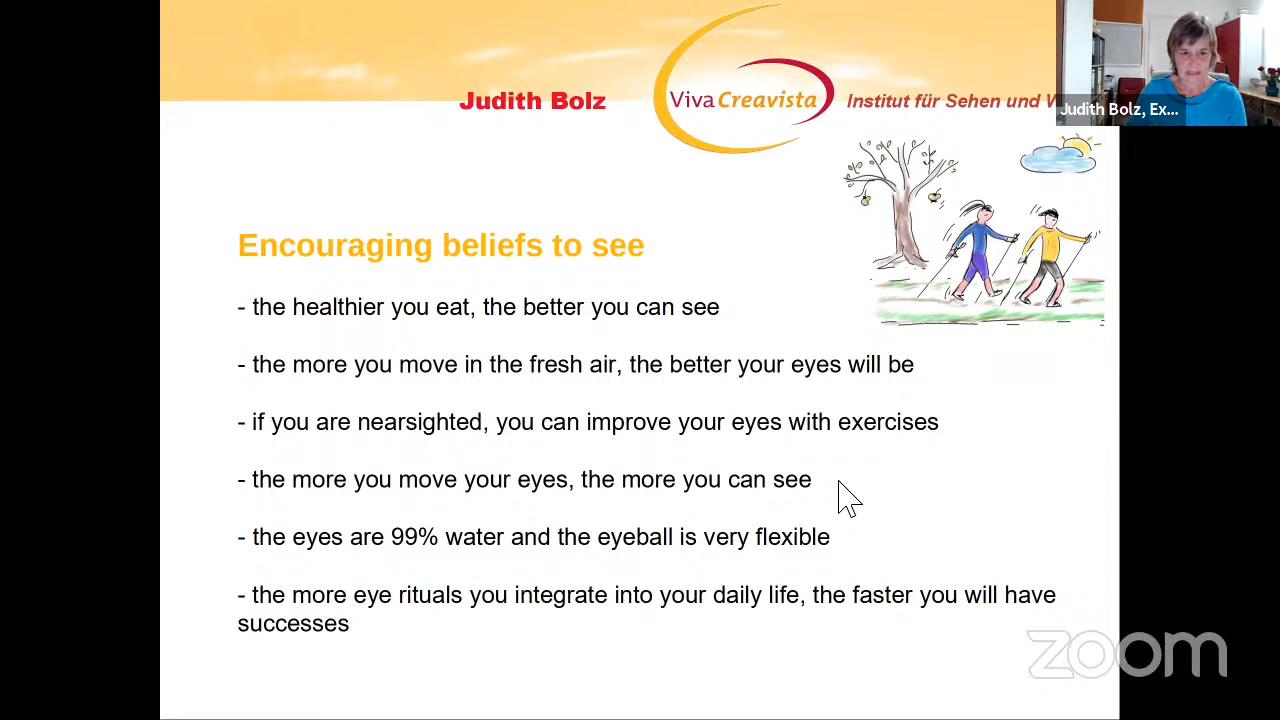 Judith Bolz
Viva Creavista
Institut für Sehen und
Judith Bolz, Ex...
Encouraging beliefs to see
- the healthier you eat, the better you can see
- the more you move in the fresh air, the better your eyes will be
- if you are nearsighted, you can improve your eyes with exercises
- the more you move your eyes, the more you can see
- the eyes are 99% water and the eyeball is very flexible
- the more eye rituals you integrate into your daily life, the faster you will have
successes
zoom